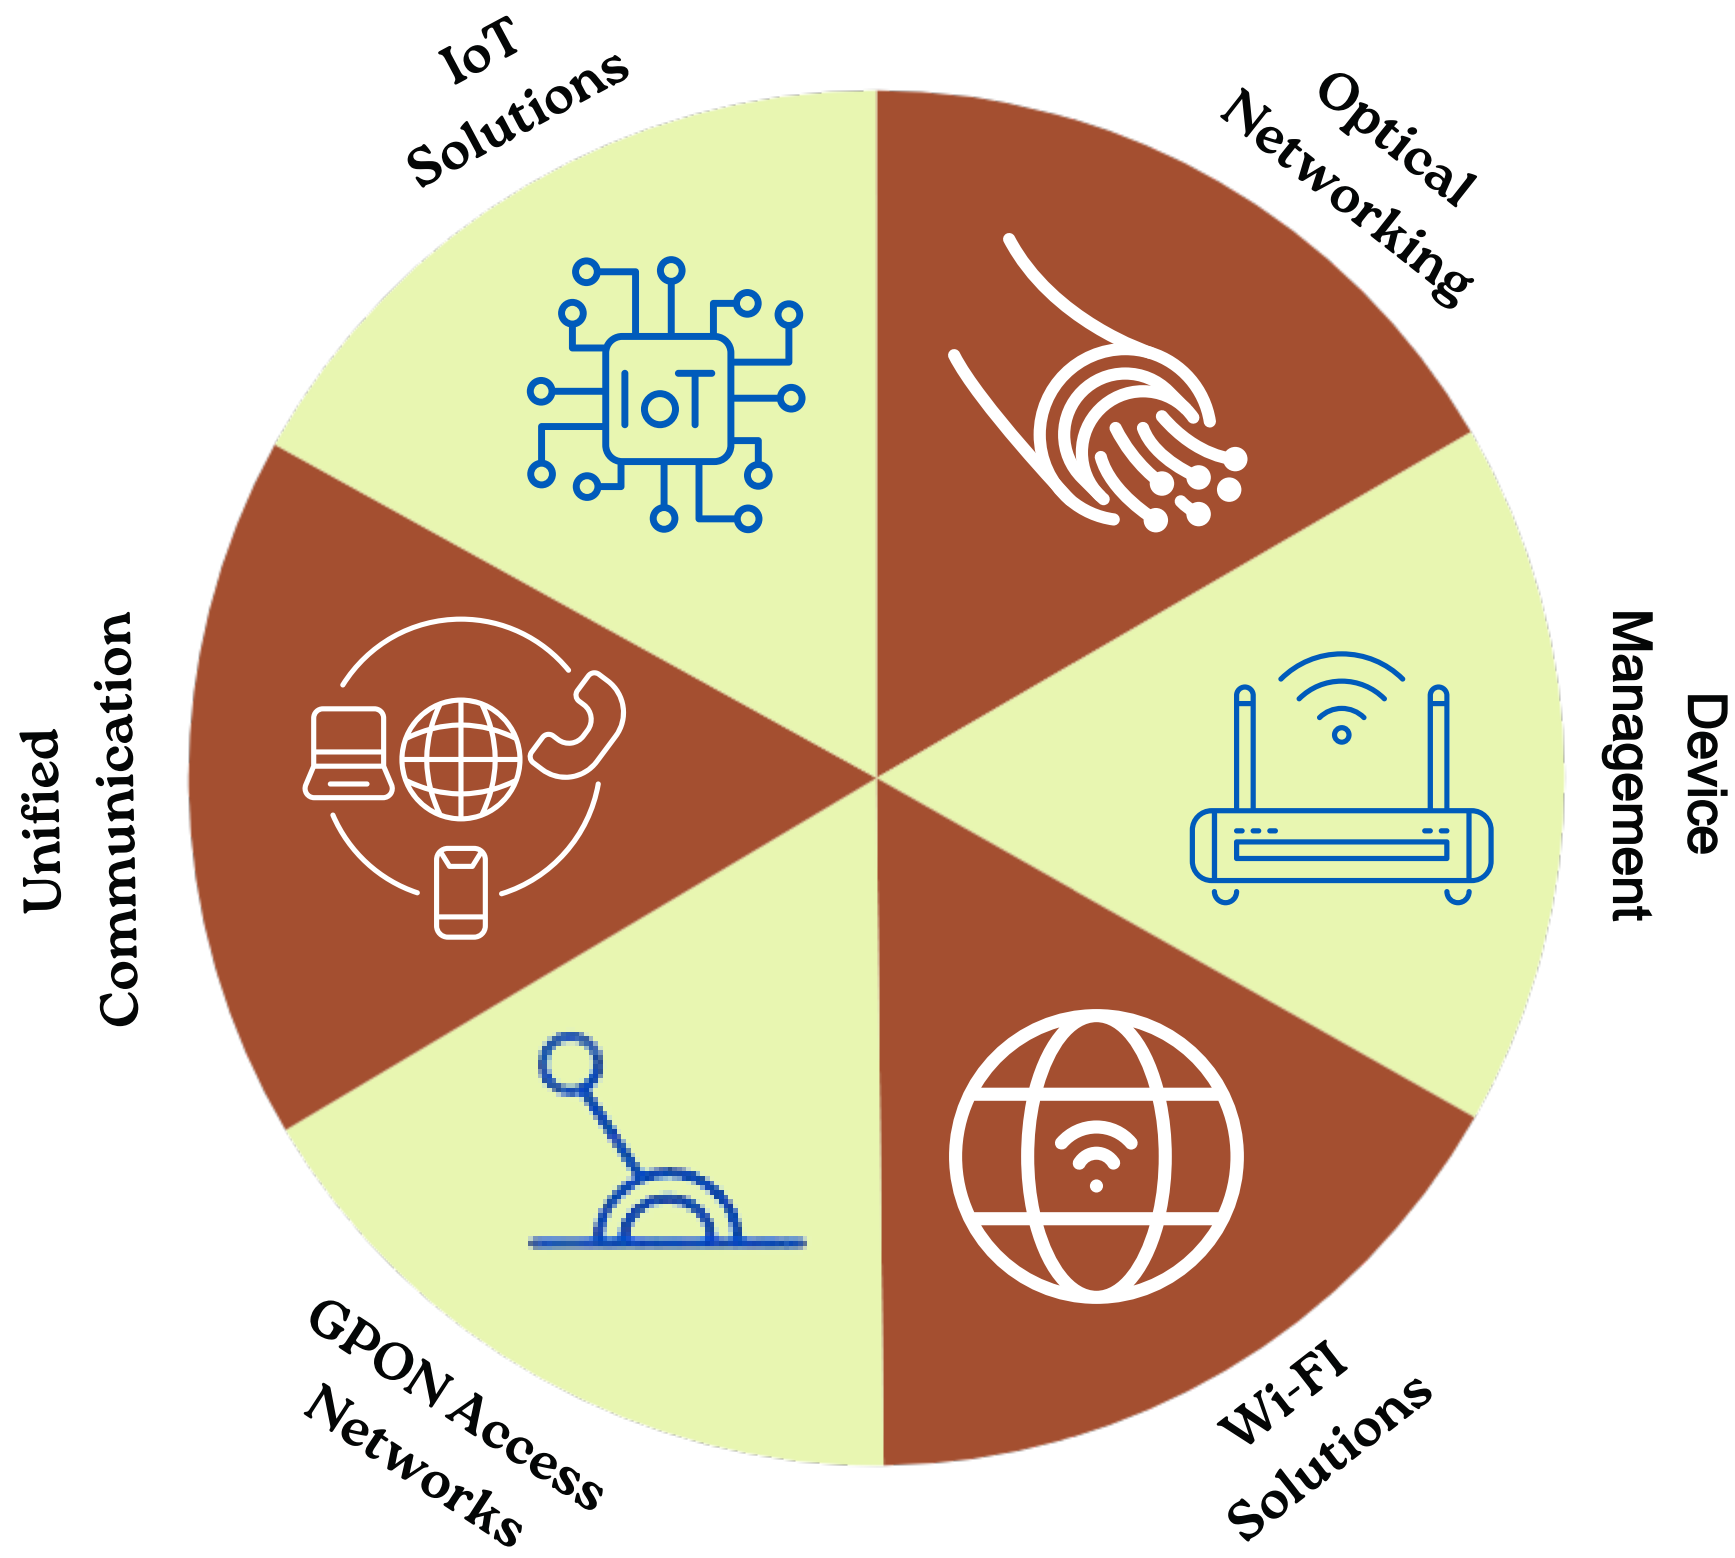 IoT
Solutions
Optical
Networking
IoT
Device
Management
Unified
Communication
GPON Access
Networks
Wi-FI
Solutions